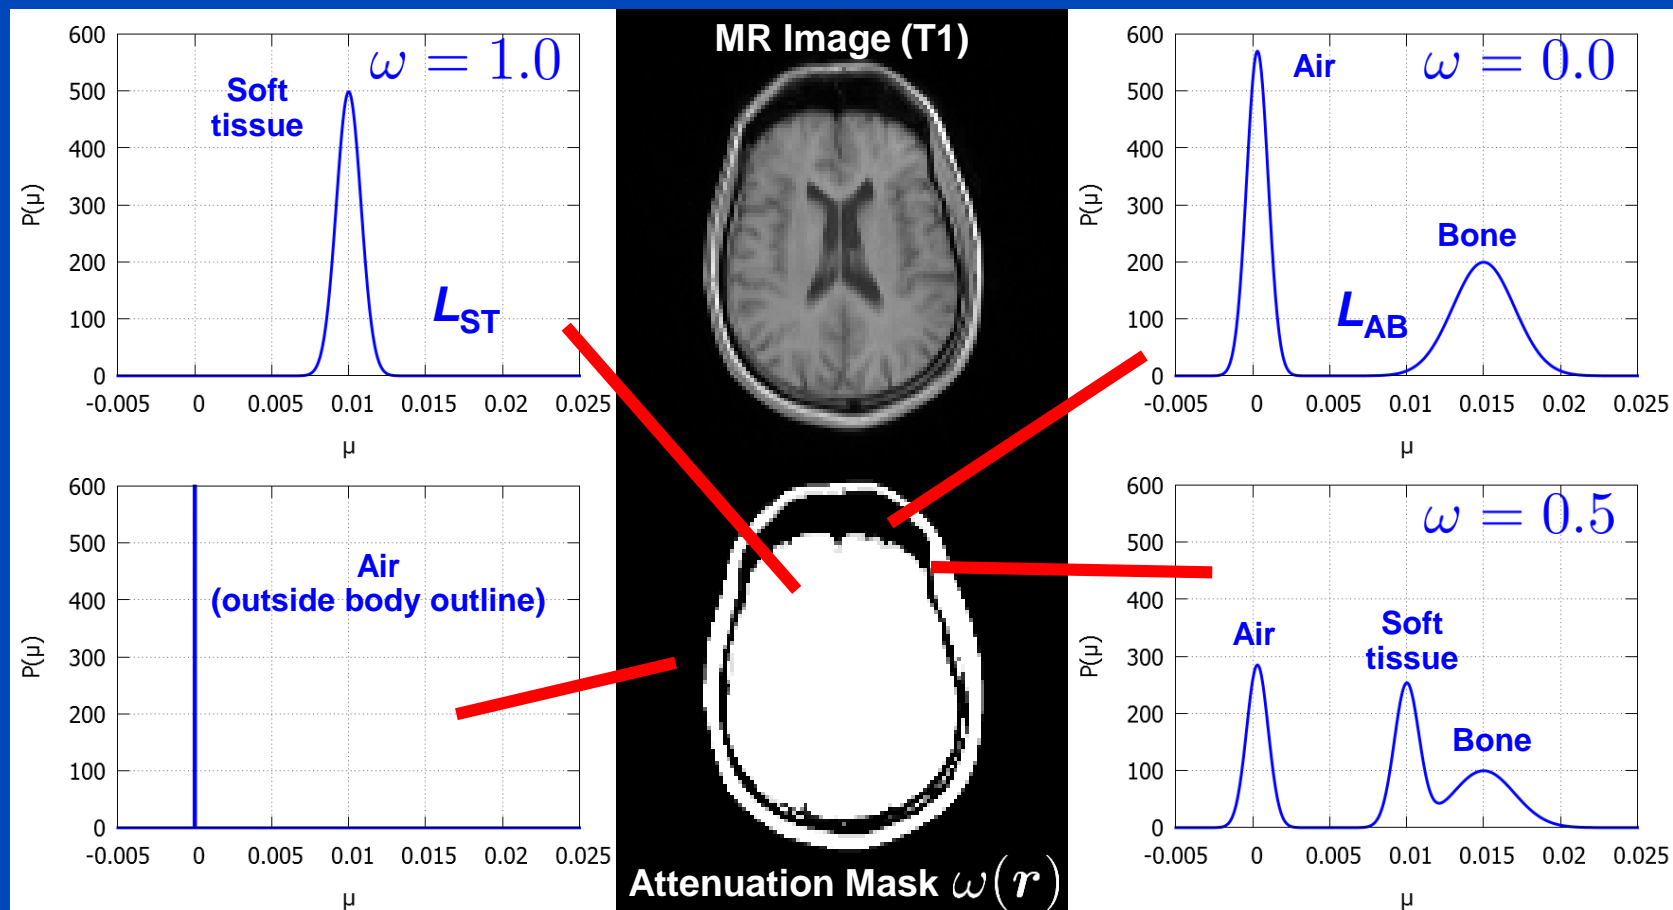 600
500
400
300
200
100
0
-0.005 0 0.005 0.01 0.015 0.02 0.025
P(μ)
μ
ω = 1.0
Soft
tissue
L_ST
MR Image (T1)
600
500
400
300
200
100
0
-0.005 0 0.005 0.01 0.015 0.02 0.025
P(μ)
μ
Air
ω = 0.0
Bone
L_AB
600
500
400
300
200
100
0
-0.005 0 0.005 0.01 0.015 0.02 0.025
P(μ)
μ
Air
(outside body outline)
Attenuation Mask ω(r)
600
500
400
300
200
100
0
-0.005 0 0.005 0.01 0.015 0.02 0.025
P(μ)
μ
ω = 0.5
Air
Soft
tissue
Bone